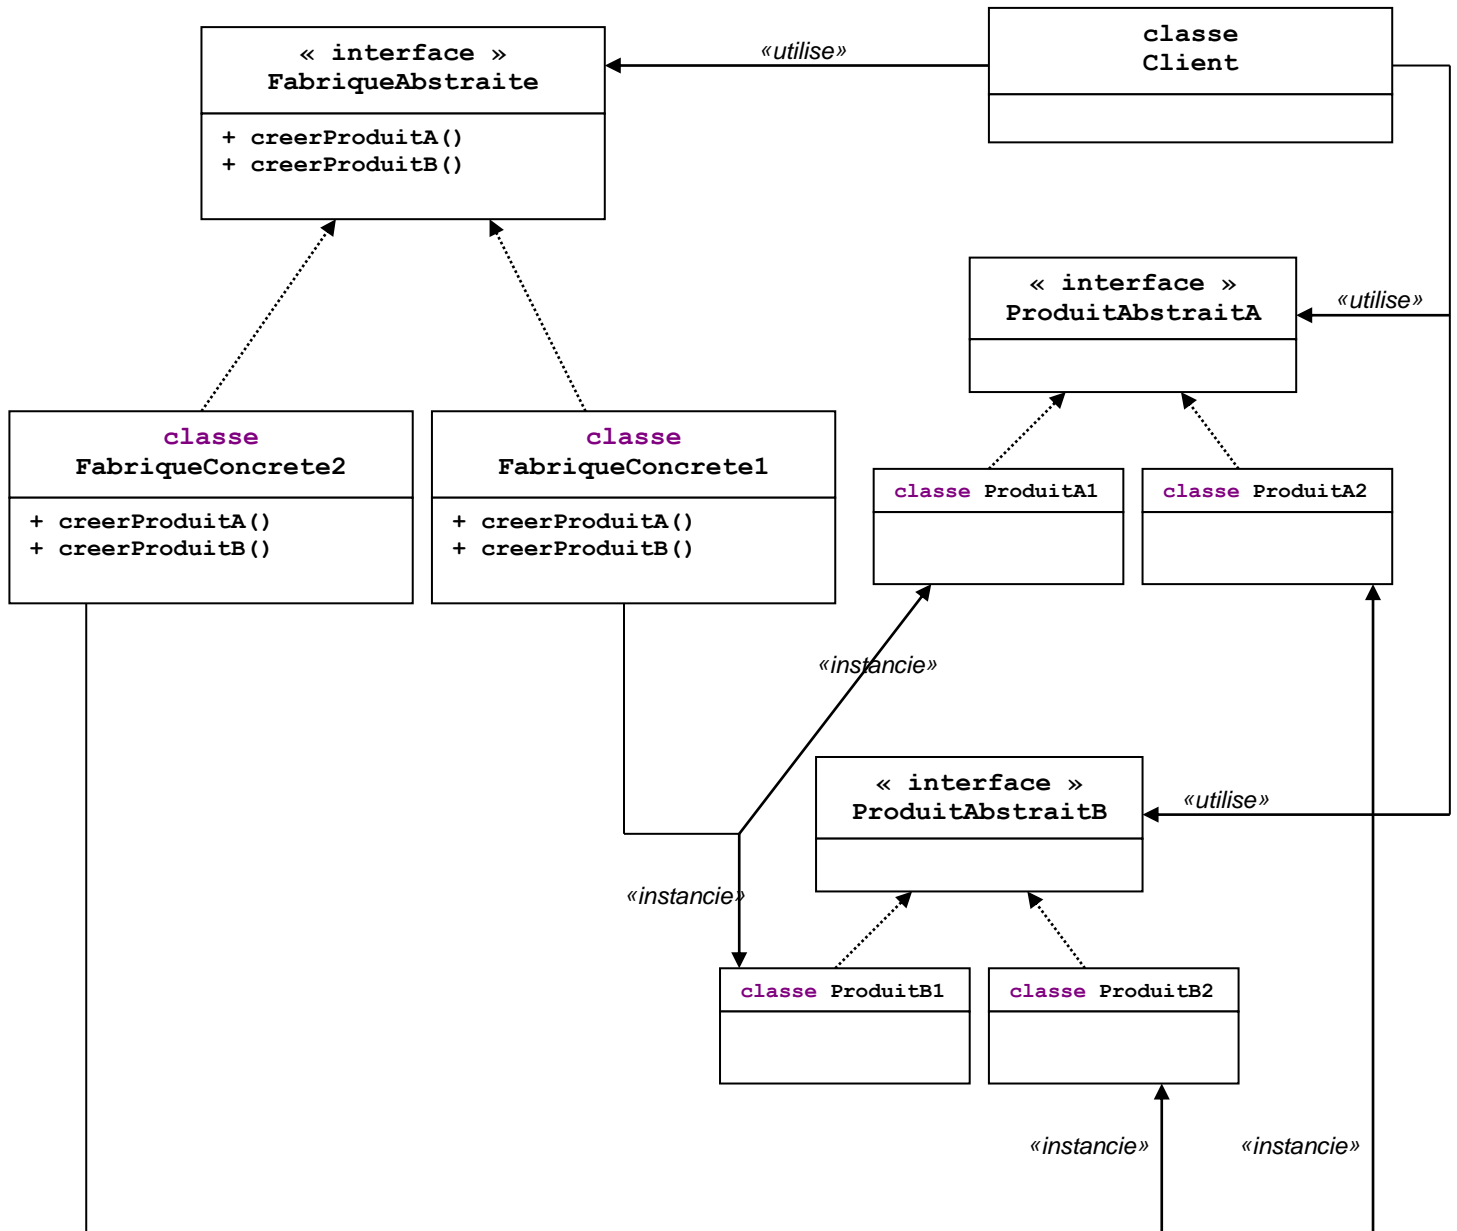 « interface »
FabriqueAbstraite
+ creerProduitA()
+ creerProduitB()
«utilise»
classe
Client
« interface »
ProduitAbstraitA
«utilise»
classe
FabriqueConcrete2
+ creerProduitA()
+ creerProduitB()
classe
FabriqueConcrete1
+ creerProduitA()
+ creerProduitB()
classe ProduitA1
classe ProduitA2
«instancie»
« interface »
ProduitAbstraitB
«utilise»
«instancie»
classe ProduitB1
classe ProduitB2
«instancie»
«instancie»